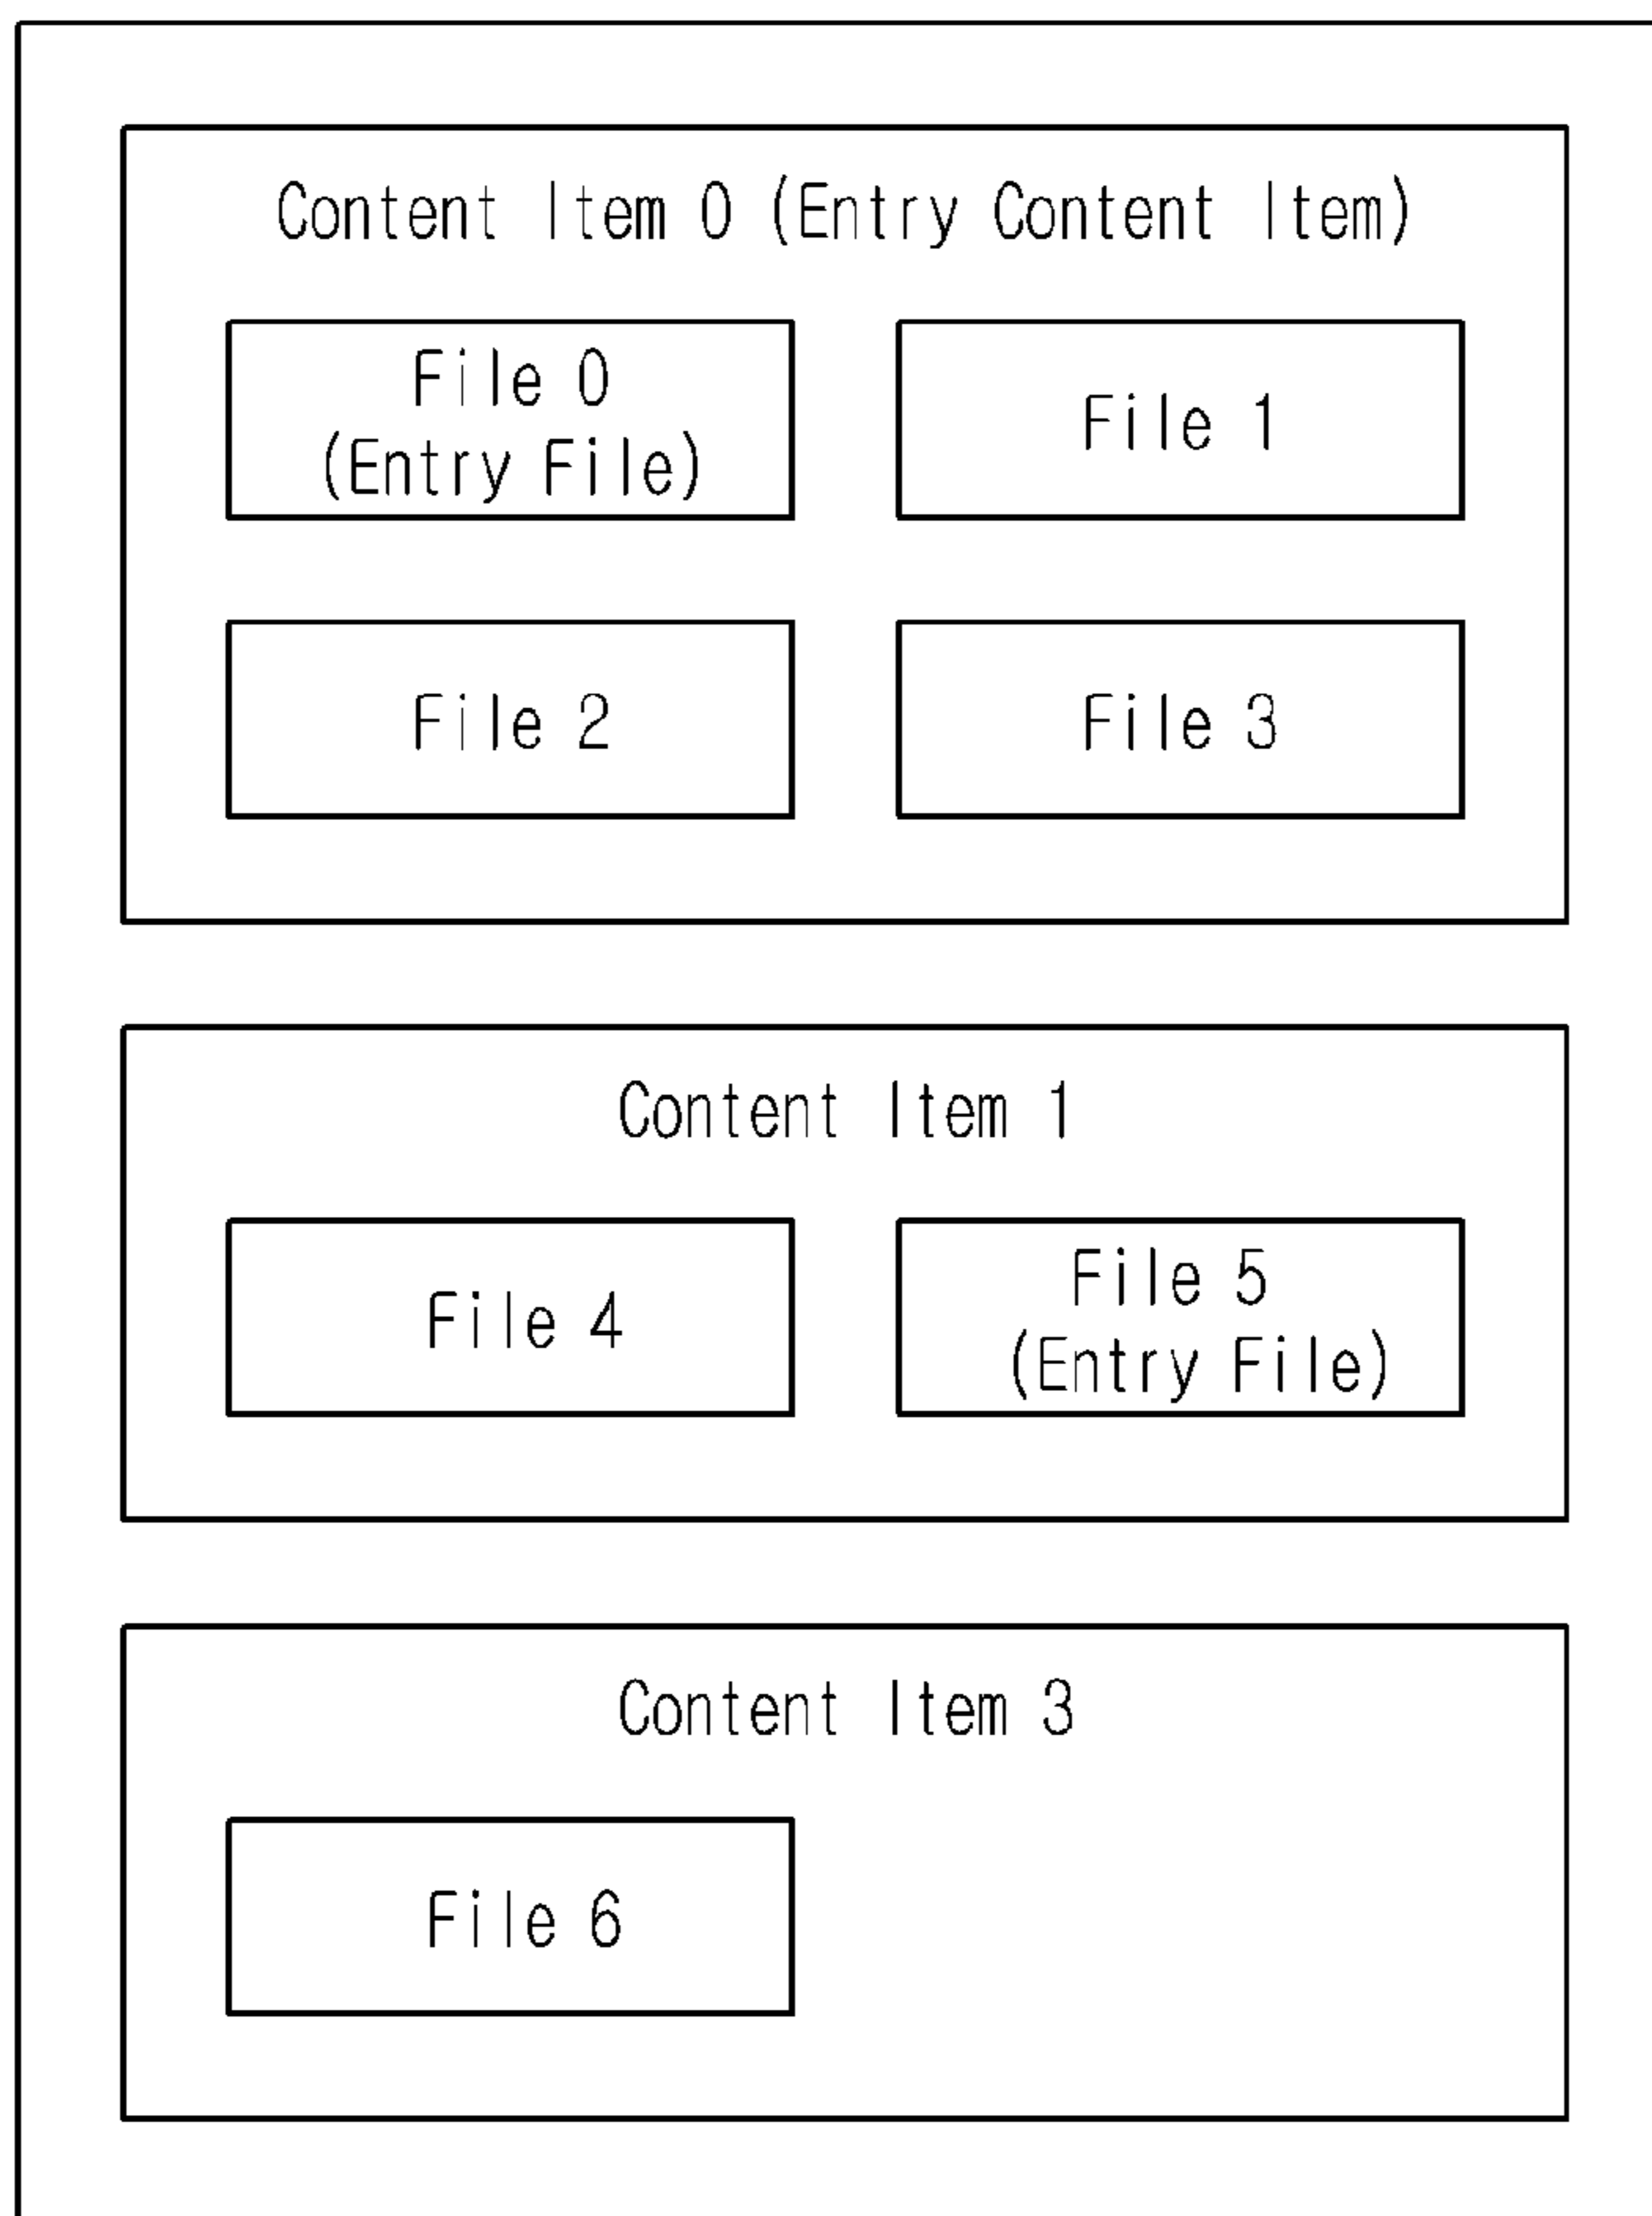 Content Item 0 (Entry Content Item)
File 0
(Entry File)
File 1
File 2
File 3
Content Item 1
File 4
File 5
(Entry File)
Content Item 3
File 6